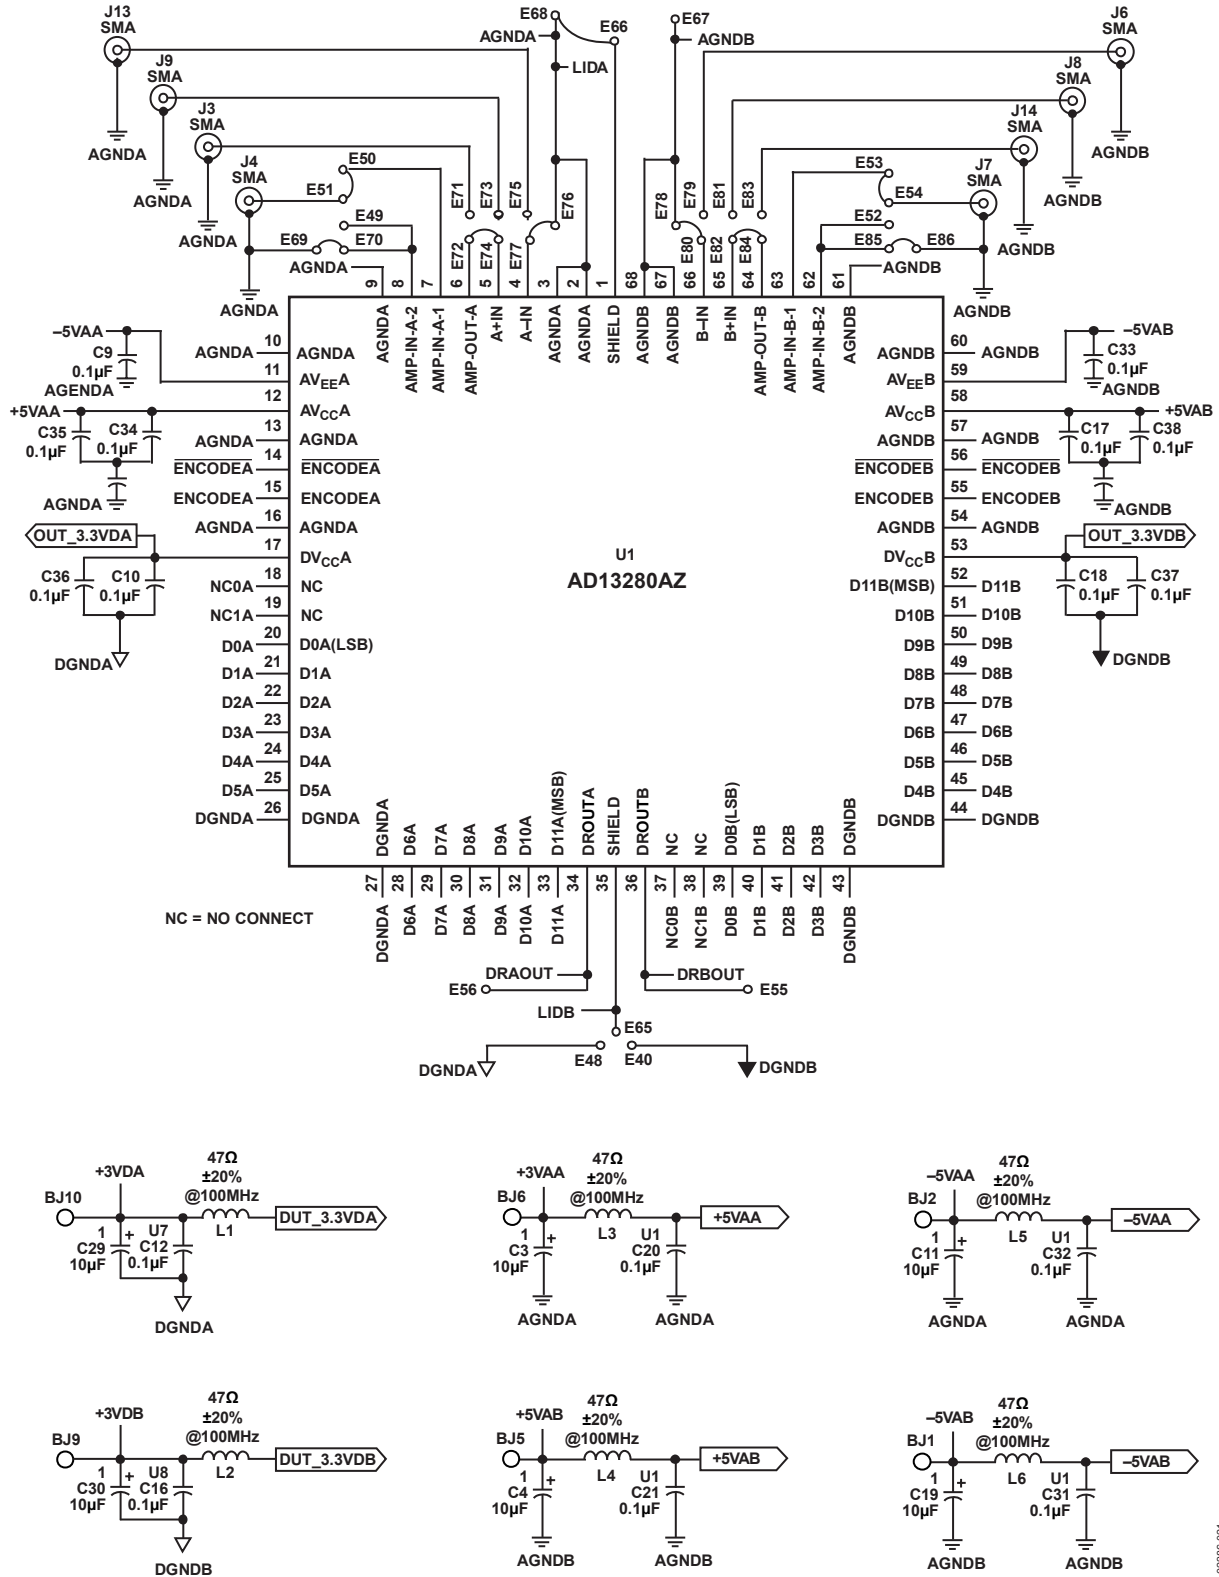 J13
SMA
J9
SMA
J3
SMA
J4
SMA
E68
E66
E67
AGNDA
LIDA
AGNDB
J6
SMA
J8
SMA
J14
SMA
J7
SMA
AGNDA
AGNDA
AGNDA
AGNDA
E50
E51
E49
E69
E70
AGNDA
E71
E73
E75
E76
E72
E74
E77
E78
E79
E81
E83
E80
E82
E84
E53
E54
E52
E85
E86
AGNDB
AGNDB
AGNDB
AGNDB
AGNDB
9
8
7
6
5
4
3
2
1
68
67
66
65
64
63
62
61
AGNDA
AMP-IN-A-2
AMP-IN-A-1
AMP-OUT-A
A+IN
A–IN
AGNDA
AGNDA
SHIELD
AGNDB
AGNDB
B–IN
B+IN
AMP-OUT-B
AMP-IN-B-1
AMP-IN-B-2
AGNDB
–5VAA
C9
0.1µF
AGENDA
+5VAA
C35
0.1µF
C34
0.1µF
AGNDA
OUT_3.3VDA
C36
0.1µF
C10
0.1µF
DGNDA
AGNDA 10 AGNDA
11 AVEEA
12 AVCCA
AGNDA 13 AGNDA
ENCODEA 14 ENCODEA
ENCODEA 15 ENCODEA
AGNDA 16 AGNDA
17 DVCCA
NC0A 18 NC
NC1A 19 NC
D0A 20 D0A(LSB)
D1A 21 D1A
D2A 22 D2A
D3A 23 D3A
D4A 24 D4A
D5A 25 D5A
DGNDA 26 DGNDA
U1
AD13280AZ
AGNDB 60 AGNDB
AVEEB 59
AVCCB 58
AGNDB 57 AGNDB
ENCODEB 56 ENCODEB
ENCODEB 55 ENCODEB
AGNDB 54 AGNDB
DVCCB 53
D11B(MSB) 52 D11B
D10B 51 D10B
D9B 50 D9B
D8B 49 D8B
D7B 48 D7B
D6B 47 D6B
D5B 46 D5B
D4B 45 D4B
DGNDB 44 DGNDB
–5VAB
C33
0.1µF
AGNDB
+5VAB
C17
0.1µF
C38
0.1µF
AGNDB
OUT_3.3VDB
C18
0.1µF
C37
0.1µF
DGNDB
DGNDA
D6A
D7A
D8A
D9A
D10A
D11A(MSB)
DROUTA
SHIELD
DROUTB
NC
NC
D0B(LSB)
D1B
D2B
D3B
DGNDB
27
28
29
30
31
32
33
34
35
36
37
38
39
40
41
42
43
DGNDA
D6A
D7A
D8A
D9A
D10A
D11A
NC0B
NC1B
D0B
D1B
D2B
D3B
DGNDB
NC = NO CONNECT
DRAOUT
E56
DRBOUT
E55
LIDB
E65
E48
E40
DGNDA
DGNDB
+3VDA
47Ω
±20%
@100MHz
BJ10
L1
DUT_3.3VDA
1
+
C29
10µF
U7
C12
0.1µF
DGNDA
+3VAA
47Ω
±20%
@100MHz
BJ6
L3
+5VAA
1
+
C3
10µF
U1
C20
0.1µF
AGNDA
AGNDA
–5VAA
47Ω
±20%
@100MHz
BJ2
L5
–5VAA
1
+
C11
10µF
U1
C32
0.1µF
AGNDA
AGNDA
+3VDB
47Ω
±20%
@100MHz
BJ9
L2
DUT_3.3VDB
1
+
C30
10µF
U8
C16
0.1µF
DGNDB
+5VAB
47Ω
±20%
@100MHz
BJ5
L4
+5VAB
1
+
C4
10µF
U1
C21
0.1µF
AGNDB
AGNDB
–5VAB
47Ω
±20%
@100MHz
BJ1
L6
–5VAB
1
+
C19
10µF
U1
C31
0.1µF
AGNDB
AGNDB